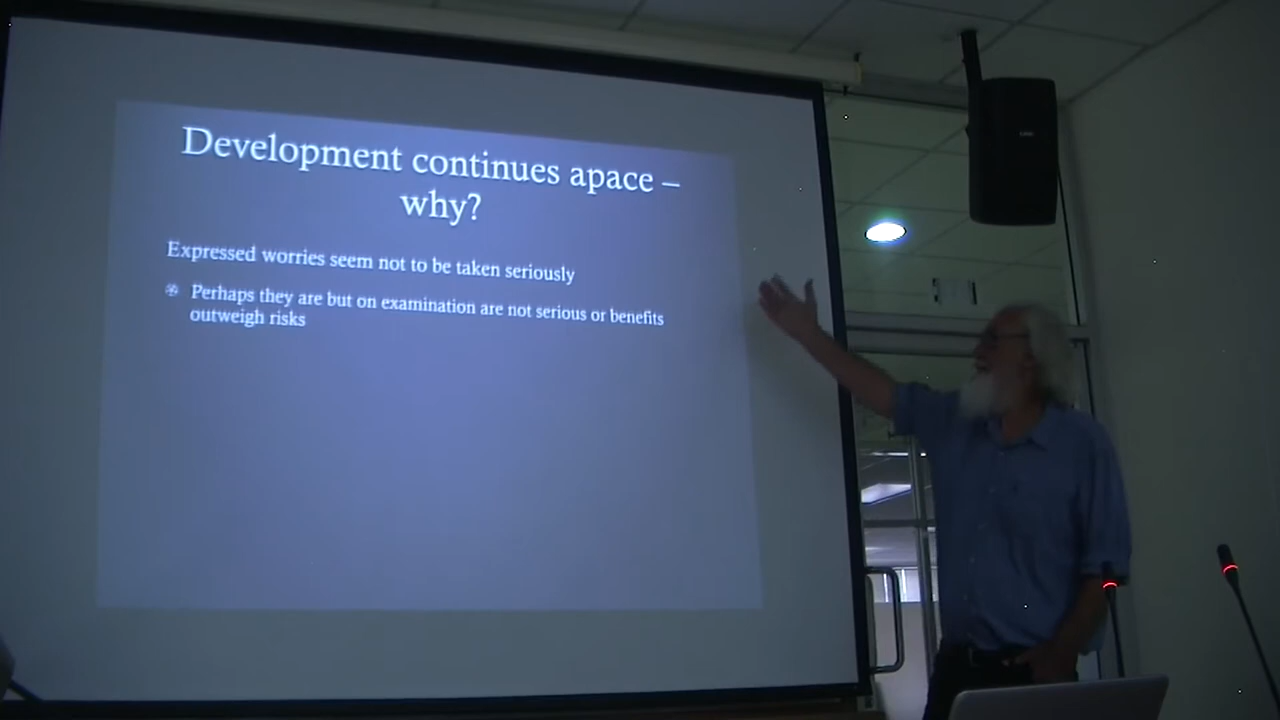 Development continues apace –
why?
Expressed worries seem not to be taken seriously
Perhaps they are but on examination are not serious or benefits
outweigh risks